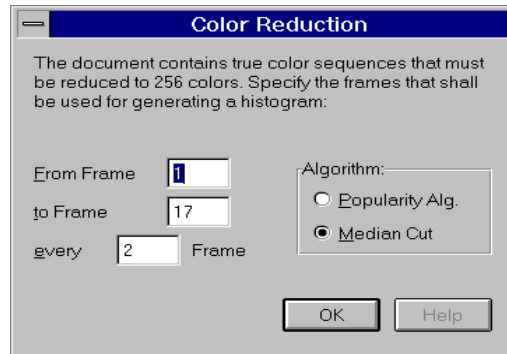 Color Reduction
The document contains true color sequences that must
be reduced to 256 colors. Specify the frames that shall
be used for generating a histogram:
From Frame 1
to Frame 17
every 2 Frame
Algorithm:
Popularity Alg.
Median Cut
OK Help